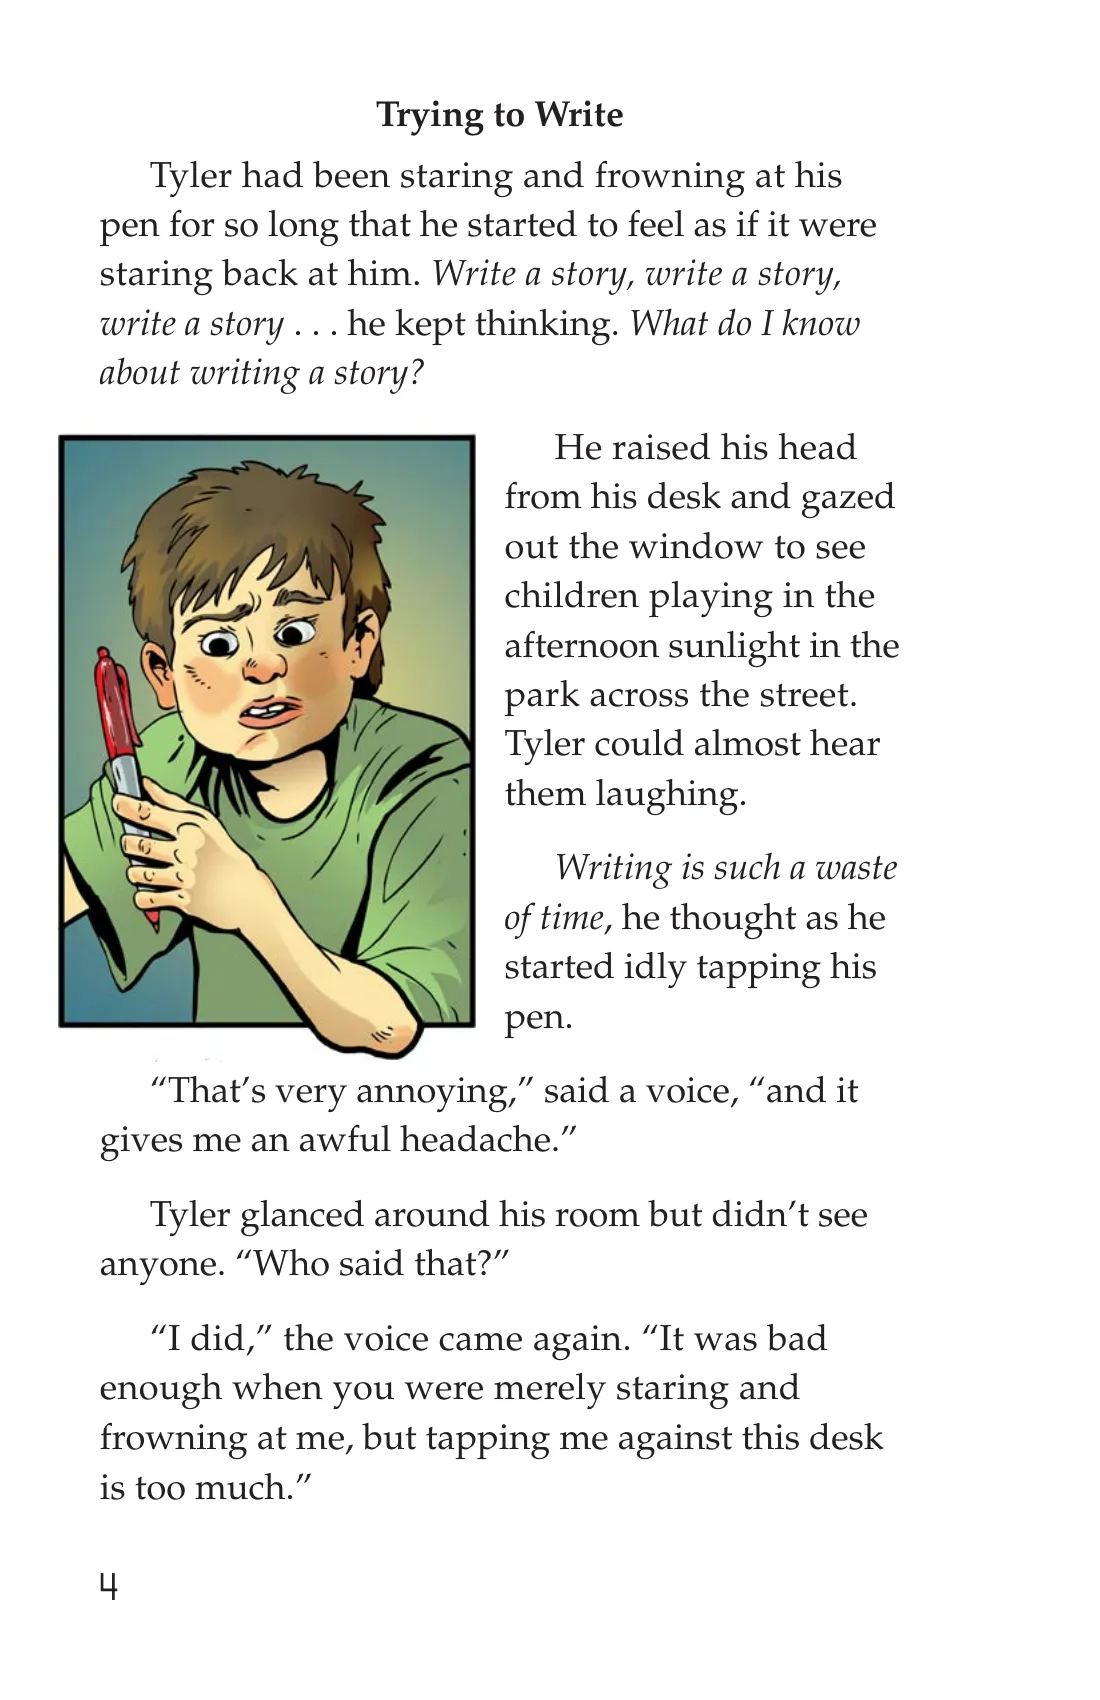 Trying to Write
Tyler had been staring and frowning at his
pen for so long that he started to feel as if it were
staring back at him. Write a story, write a story,
write a story . . . he kept thinking. What do I know
about writing a story?
He raised his head
from his desk and gazed
out the window to see
children playing in the
afternoon sunlight in the
park across the street.
Tyler could almost hear
them laughing.
Writing is such a waste
of time, he thought as he
started idly tapping his
pen.
“That’s very annoying,” said a voice, “and it
gives me an awful headache.”
Tyler glanced around his room but didn’t see
anyone. “Who said that?”
“I did,” the voice came again. “It was bad
enough when you were merely staring and
frowning at me, but tapping me against this desk
is too much.”
4